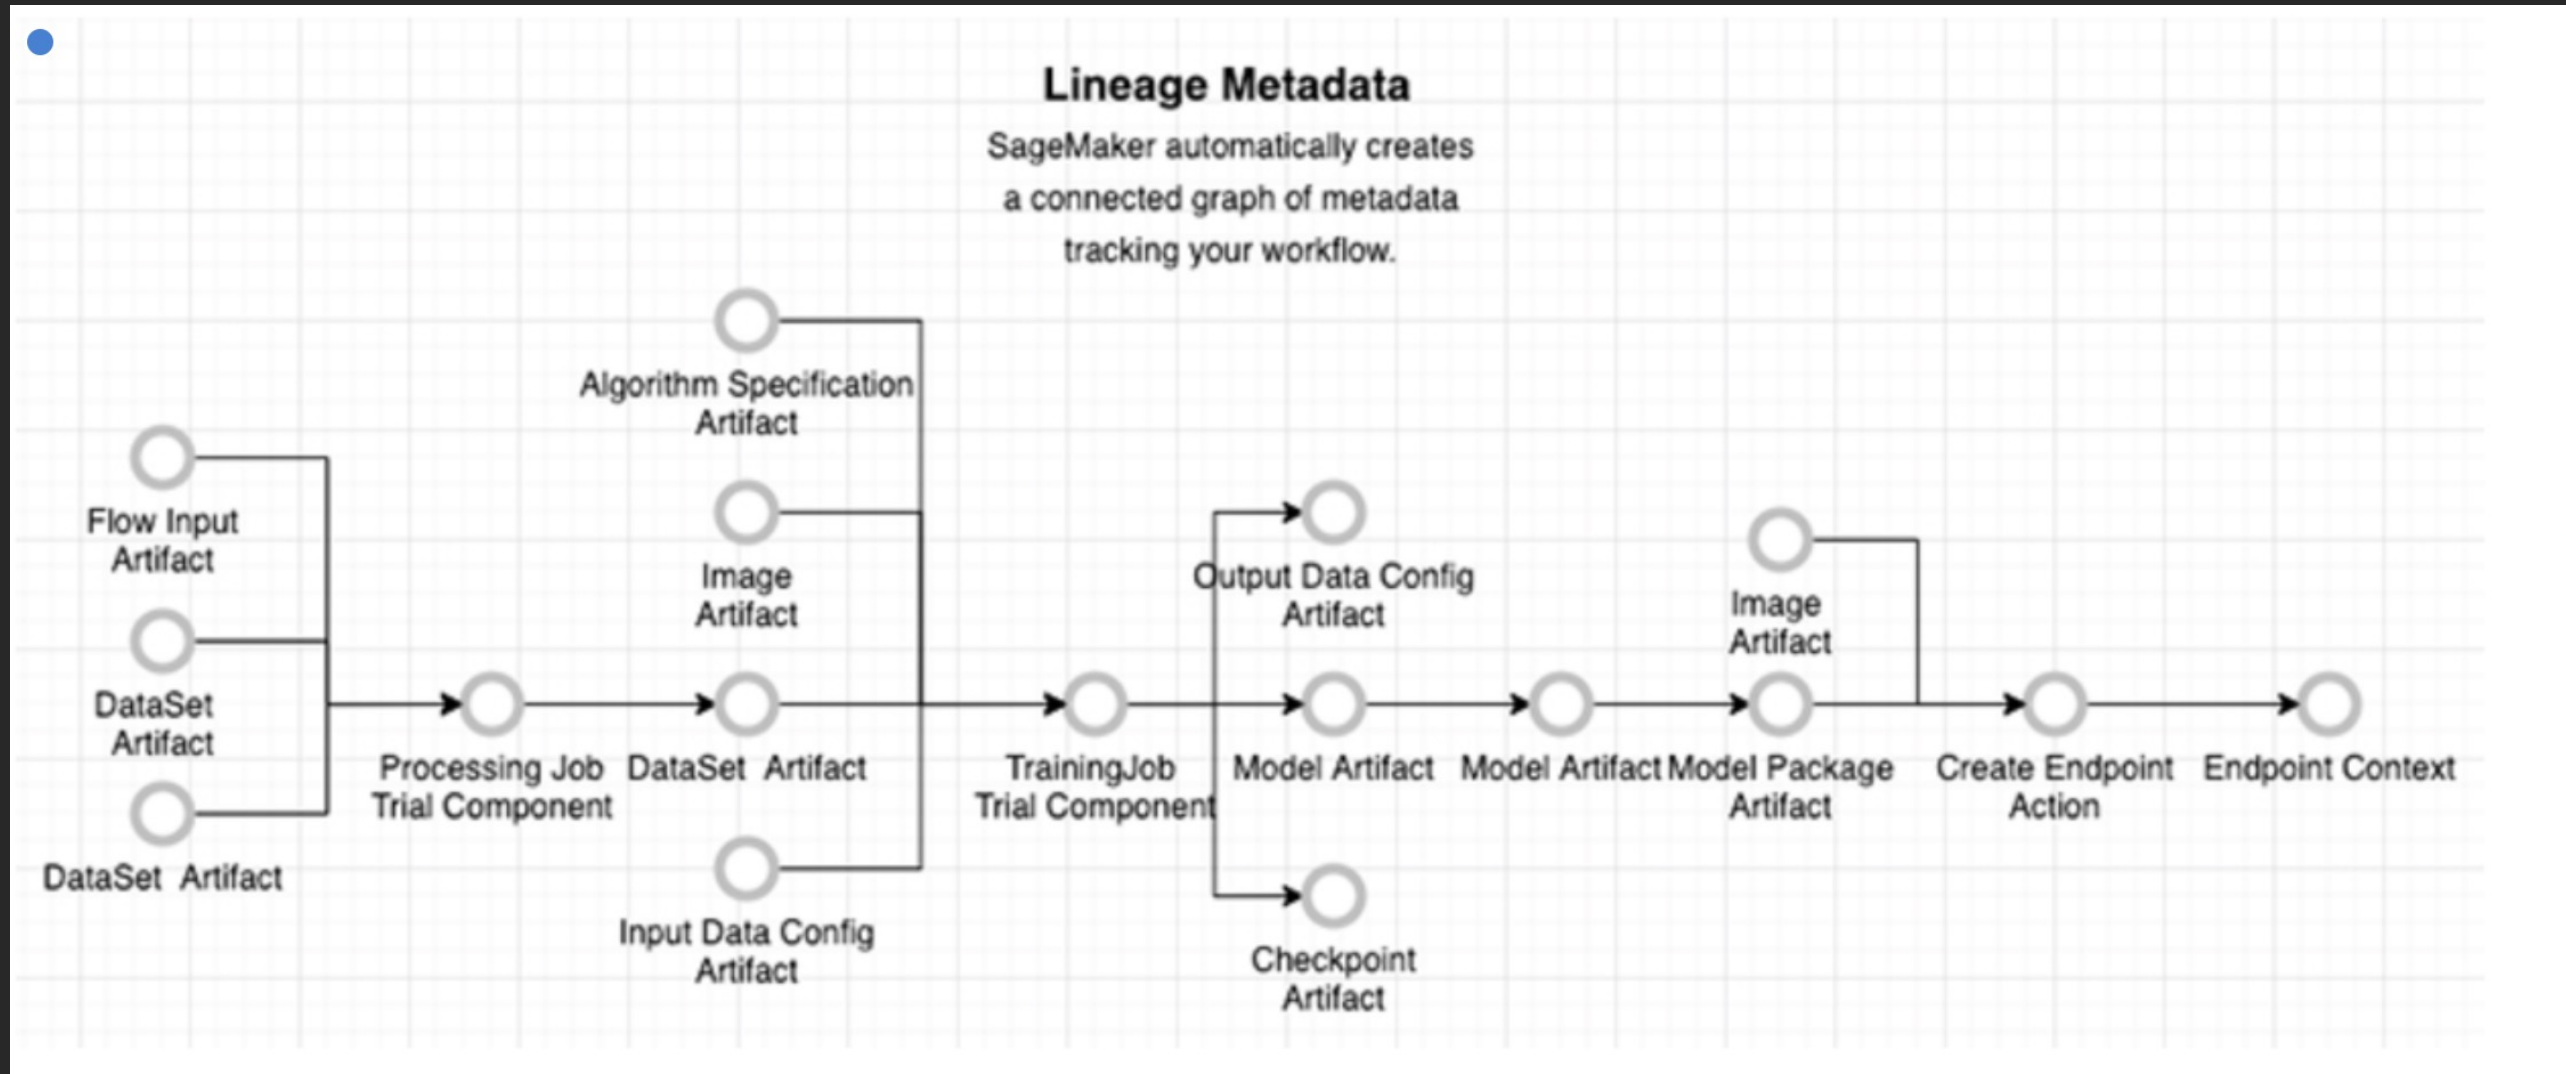 Lineage Metadata
SageMaker automatically creates
a connected graph of metadata
tracking your workflow.
Algorithm Specification
Artifact
Flow Input
Artifact
Image
Artifact
Output Data Config
Artifact
Image
Artifact
DataSet
Artifact
Processing Job
Trial Component
DataSet Artifact
TrainingJob
Trial Component
Model Artifact
Model Artifact
Model Package
Artifact
Create Endpoint
Action
Endpoint Context
DataSet Artifact
Input Data Config
Artifact
Checkpoint
Artifact